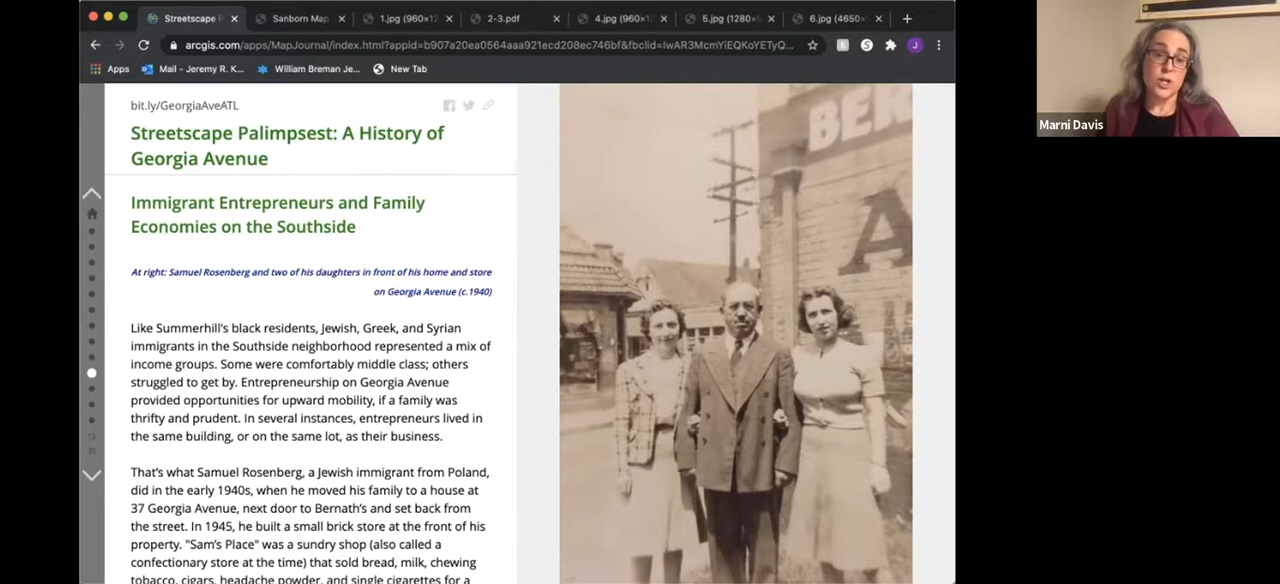 Streetscape P
Sanborn Map
1.jpg (960×1
2-3.pdf
4.jpg (960×1
5.jpg (1280×
6.jpg (4650×
arcgis.com/apps/MapJournal/index.html?appid=b907a20ea0564aaa921ecd208ec746bf&fbclid=IwAR3McmYiEQKoYETyQ...
J
Apps
Mail - Jeremy R. K...
William Breman Je...
New Tab
bit.ly/GeorgiaAveATL
Streetscape Palimpsest: A History of
Georgia Avenue
Immigrant Entrepreneurs and Family
Economies on the Southside
At right: Samuel Rosenberg and two of his daughters in front of his home and store
on Georgia Avenue (c.1940)
Like Summerhill's black residents, Jewish, Greek, and Syrian
immigrants in the Southside neighborhood represented a mix of
income groups. Some were comfortably middle class; others
struggled to get by. Entrepreneurship on Georgia Avenue
provided opportunities for upward mobility, if a family was
thrifty and prudent. In several instances, entrepreneurs lived in
the same building, or on the same lot, as their business.
That's what Samuel Rosenberg, a Jewish immigrant from Poland,
did in the early 1940s, when he moved his family to a house at
37 Georgia Avenue, next door to Bernath's and set back from
the street. In 1945, he built a small brick store at the front of his
property. "Sam's Place" was a sundry shop (also called a
confectionary store at the time) that sold bread, milk, chewing
tobacco, cigars, headache powder, and single cigarettes for a
BER
A
Marni Davis